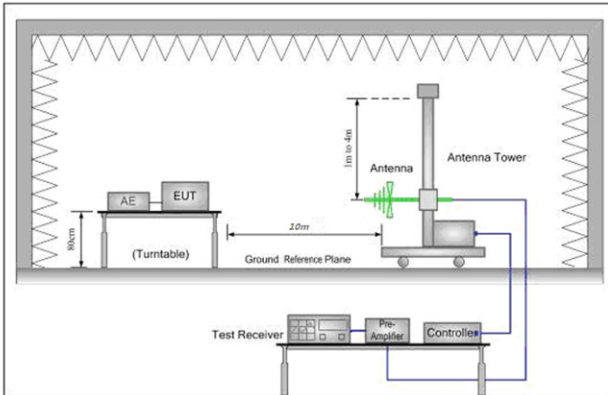 1m to 4m
Antenna
Antenna Tower
AE
EUT
80cm
(Turntable)
10m
Ground Reference Plane
Test Receiver
Pre-
Amplifier
Controller